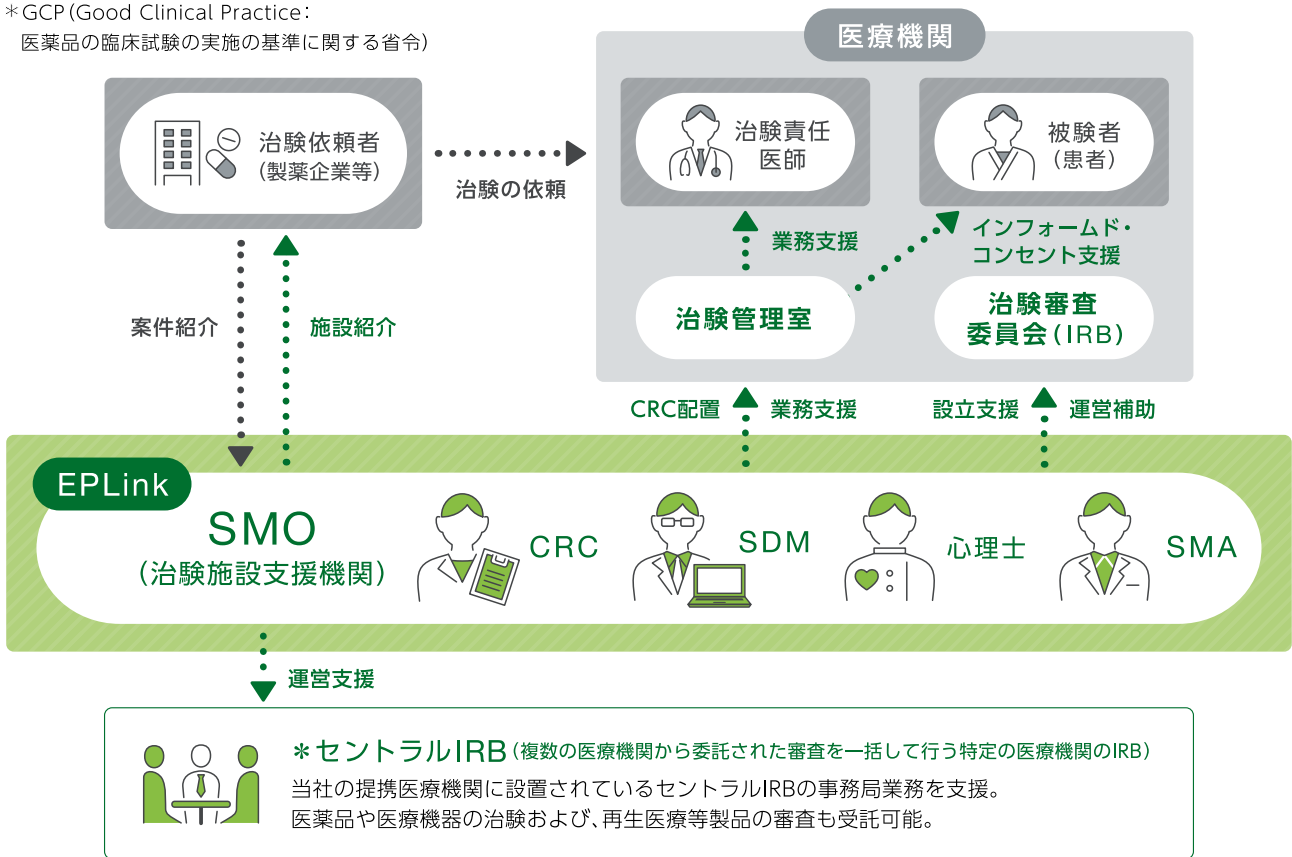 ＊GCP（Good Clinical Practice：
医薬品の臨床試験の実施の基準に関する省令）
医療機関
治験依頼者
（製薬企業等）
治験の依頼
治験責任
医師
被験者
（患者）
業務支援
インフォームド・
コンセント支援
治験管理室
治験審査
委員会（IRB）
案件紹介
施設紹介
CRC配置
業務支援
設立支援
運営補助
EPLink
SMO
（治験施設支援機関）
CRC
SDM
心理士
SMA
運営支援
＊セントラルIRB（複数の医療機関から委託された審査を一括して行う特定の医療機関のIRB）
当社の提携医療機関に設置されているセントラルIRBの事務局業務を支援。
医薬品や医療機器の治験および、再生医療等製品の審査も受託可能。